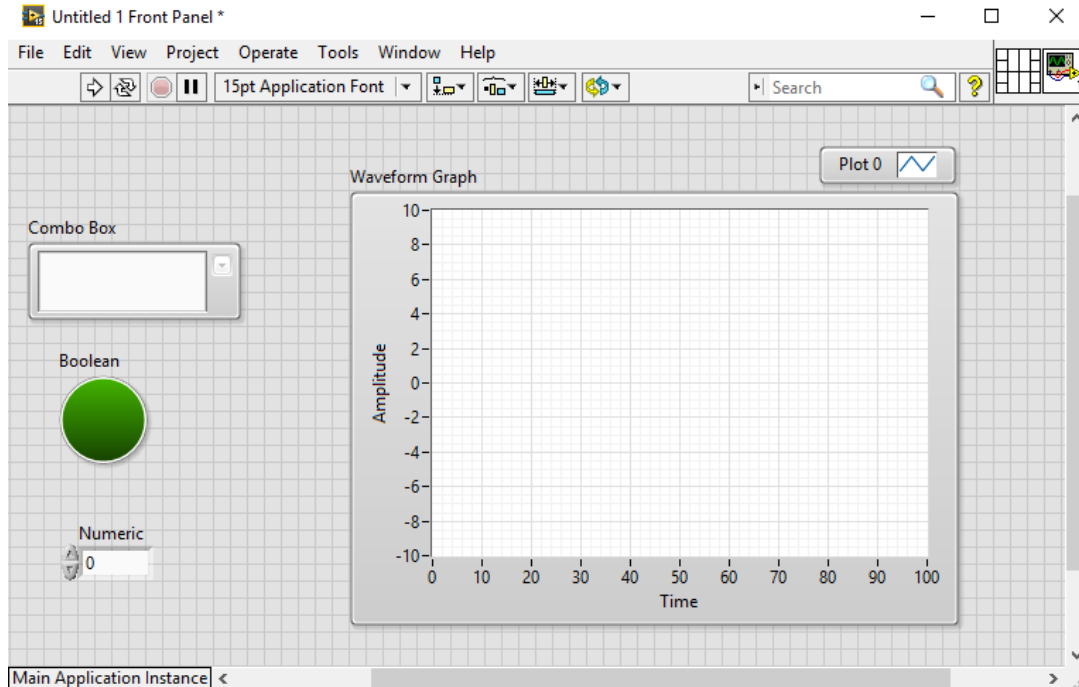 Untitled 1 Front Panel *
File Edit View Project Operate Tools Window Help
15pt Application Font
Search
?
Plot 0
Waveform Graph
Combo Box
Boolean
Numeric
0
Amplitude
10
8
6
4
2
0
-2
-4
-6
-8
-10
0 10 20 30 40 50 60 70 80 90 100
Time
Main Application Instance